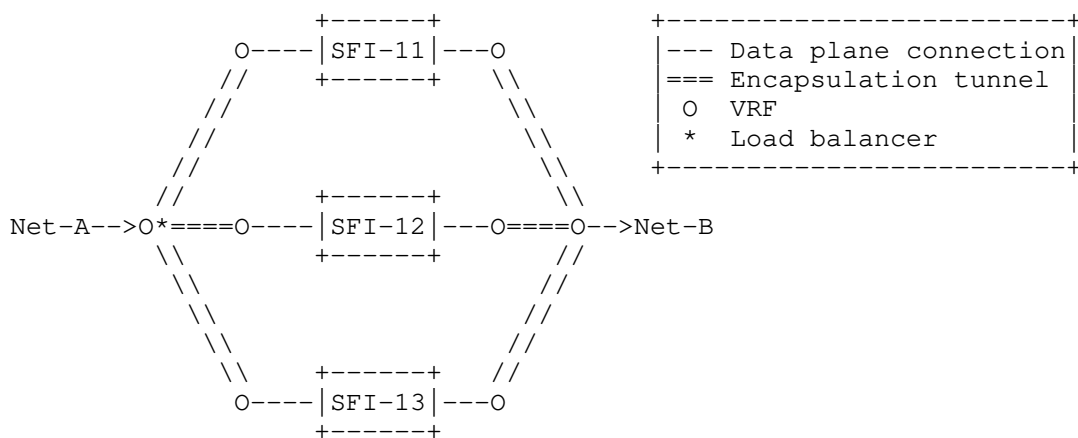 +------+ +--------------------------+
O----|SFI-11|---O |--- Data plane connection|
// +------+ \\ |=== Encapsulation tunnel |
// \\ | O VRF |
// \\ | * Load balancer |
// \\ +--------------------------+
// +------+ \\
Net-A-->O*====O----|SFI-12|---O====O-->Net-B
\\ +------+ //
\\ //
\\ //
\\ //
\\ +------+ //
O----|SFI-13|---O
+------+